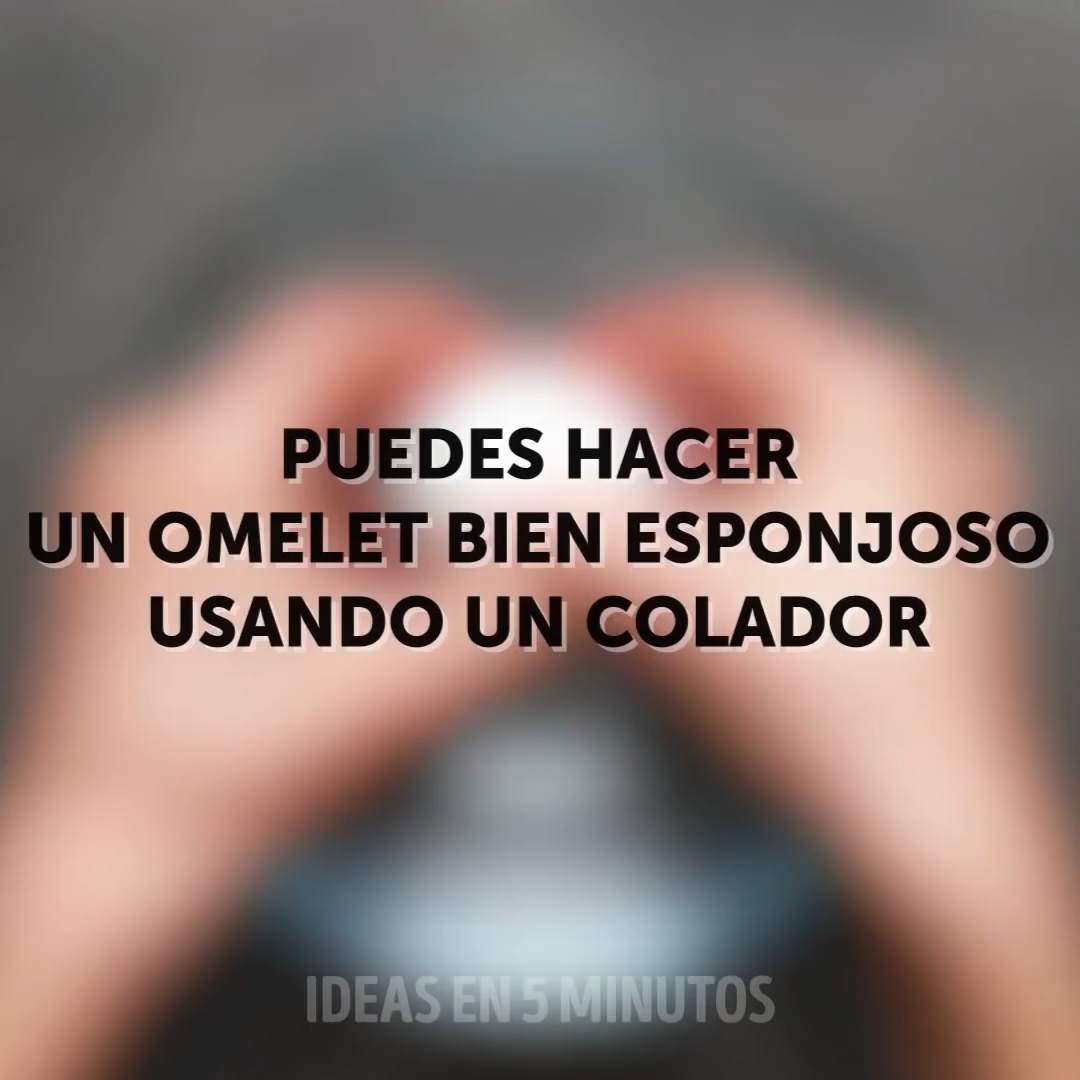 PUEDES HACER
UN OMELET BIEN ESPONJOSO
USANDO UN COLADOR
IDEAS EN 5 MINUTOS